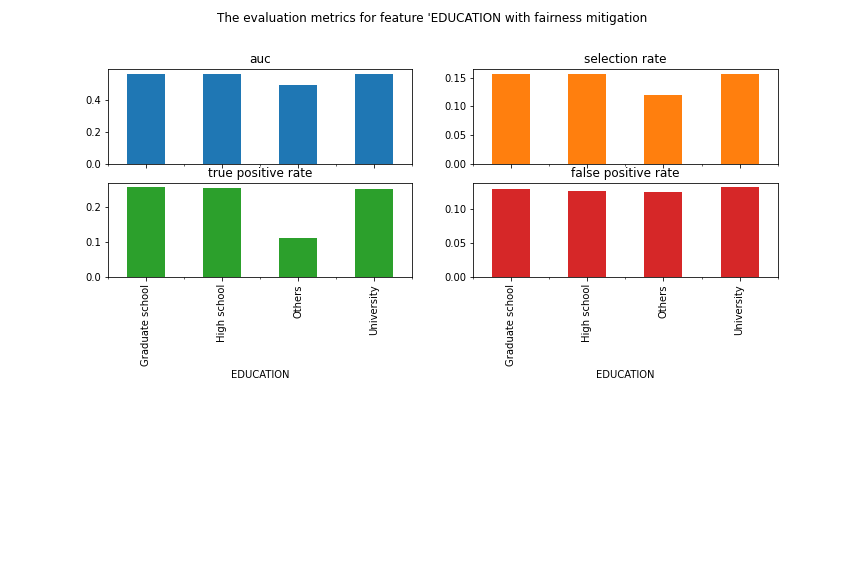 The evaluation metrics for feature 'EDUCATION with fairness mitigation
auc
0.4
0.2
0.0
selection rate
0.15
0.10
0.05
0.00
true positive rate
0.2
0.1
0.0
Graduate school
High school
Others
University
EDUCATION
false positive rate
0.10
0.05
0.00
Graduate school
High school
Others
University
EDUCATION